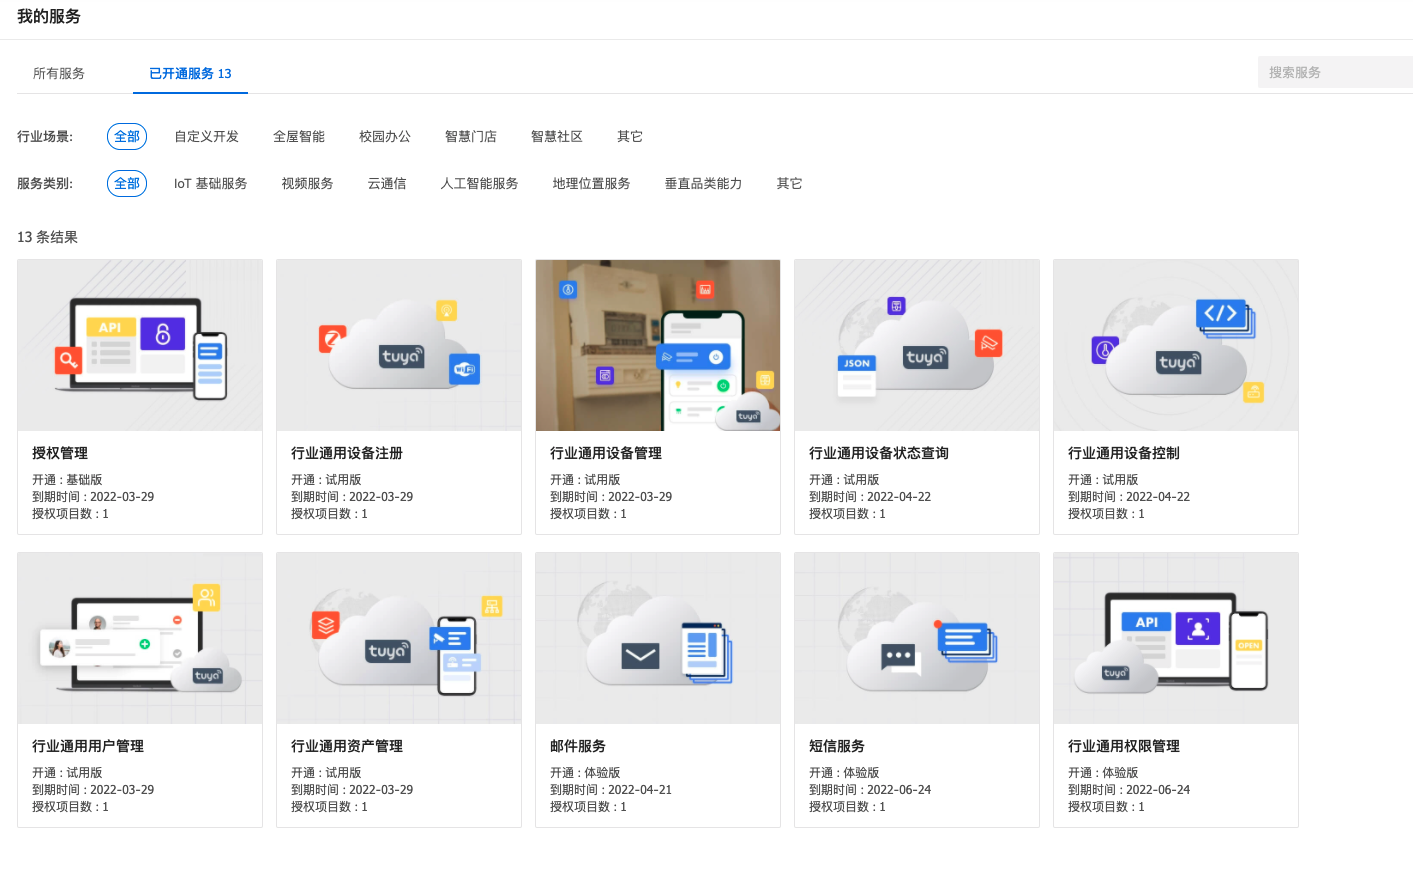 我的服务
所有服务
已开通服务 13
搜索服务
行业场景:
全部
自定义开发
全屋智能
校园办公
智慧门店
智慧社区
其它
服务类别:
全部
IoT 基础服务
视频服务
云通信
人工智能服务
地理位置服务
垂直品类能力
其它
13 条结果
API
授权管理
开通 : 基础版
到期时间 : 2022-03-29
授权项目数 : 1
tuya
WiFi
行业通用设备注册
开通 : 试用版
到期时间 : 2022-03-29
授权项目数 : 1
tuya
行业通用设备管理
开通 : 试用版
到期时间 : 2022-03-29
授权项目数 : 1
JSON
tuya
行业通用设备状态查询
开通 : 试用版
到期时间 : 2022-04-22
授权项目数 : 1
</>
tuya
行业通用设备控制
开通 : 试用版
到期时间 : 2022-04-22
授权项目数 : 1
tuya
行业通用用户管理
开通 : 试用版
到期时间 : 2022-03-29
授权项目数 : 1
tuya
行业通用资产管理
开通 : 试用版
到期时间 : 2022-03-29
授权项目数 : 1
邮件服务
开通 : 体验版
到期时间 : 2022-04-21
授权项目数 : 1
短信服务
开通 : 体验版
到期时间 : 2022-06-24
授权项目数 : 1
API
OPEN
tuya
行业通用权限管理
开通 : 体验版
到期时间 : 2022-06-24
授权项目数 : 1